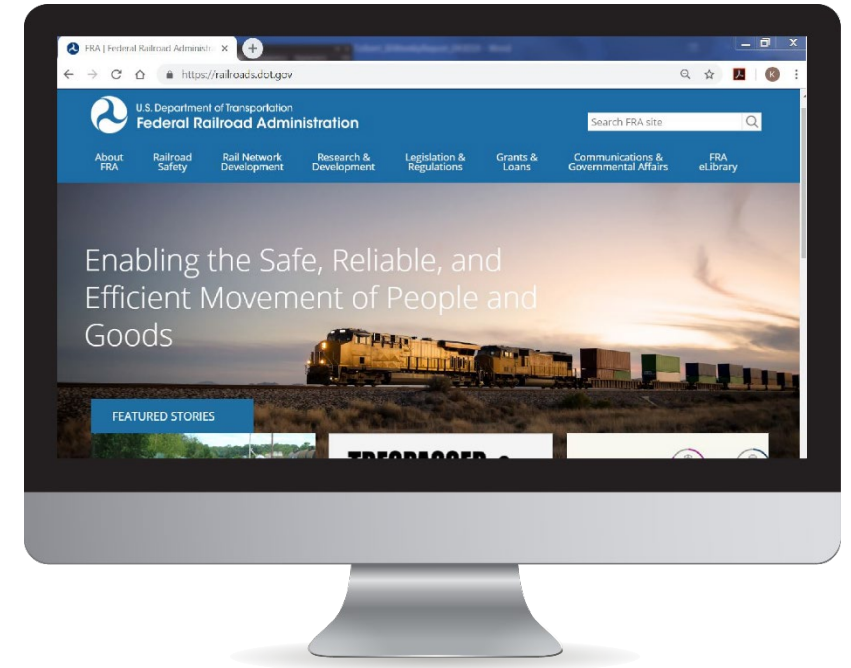 FRA | Federal Railroad Administr
https://railroads.dot.gov
K
U.S. Department of Transportation
Federal Railroad Administration
Search FRA site
About FRA
Railroad Safety
Rail Network Development
Research & Development
Legislation & Regulations
Grants & Loans
Communications & Governmental Affairs
FRA eLibrary
Enabling the Safe, Reliable, and
Efficient Movement of People and
Goods
FEATURED STORIES